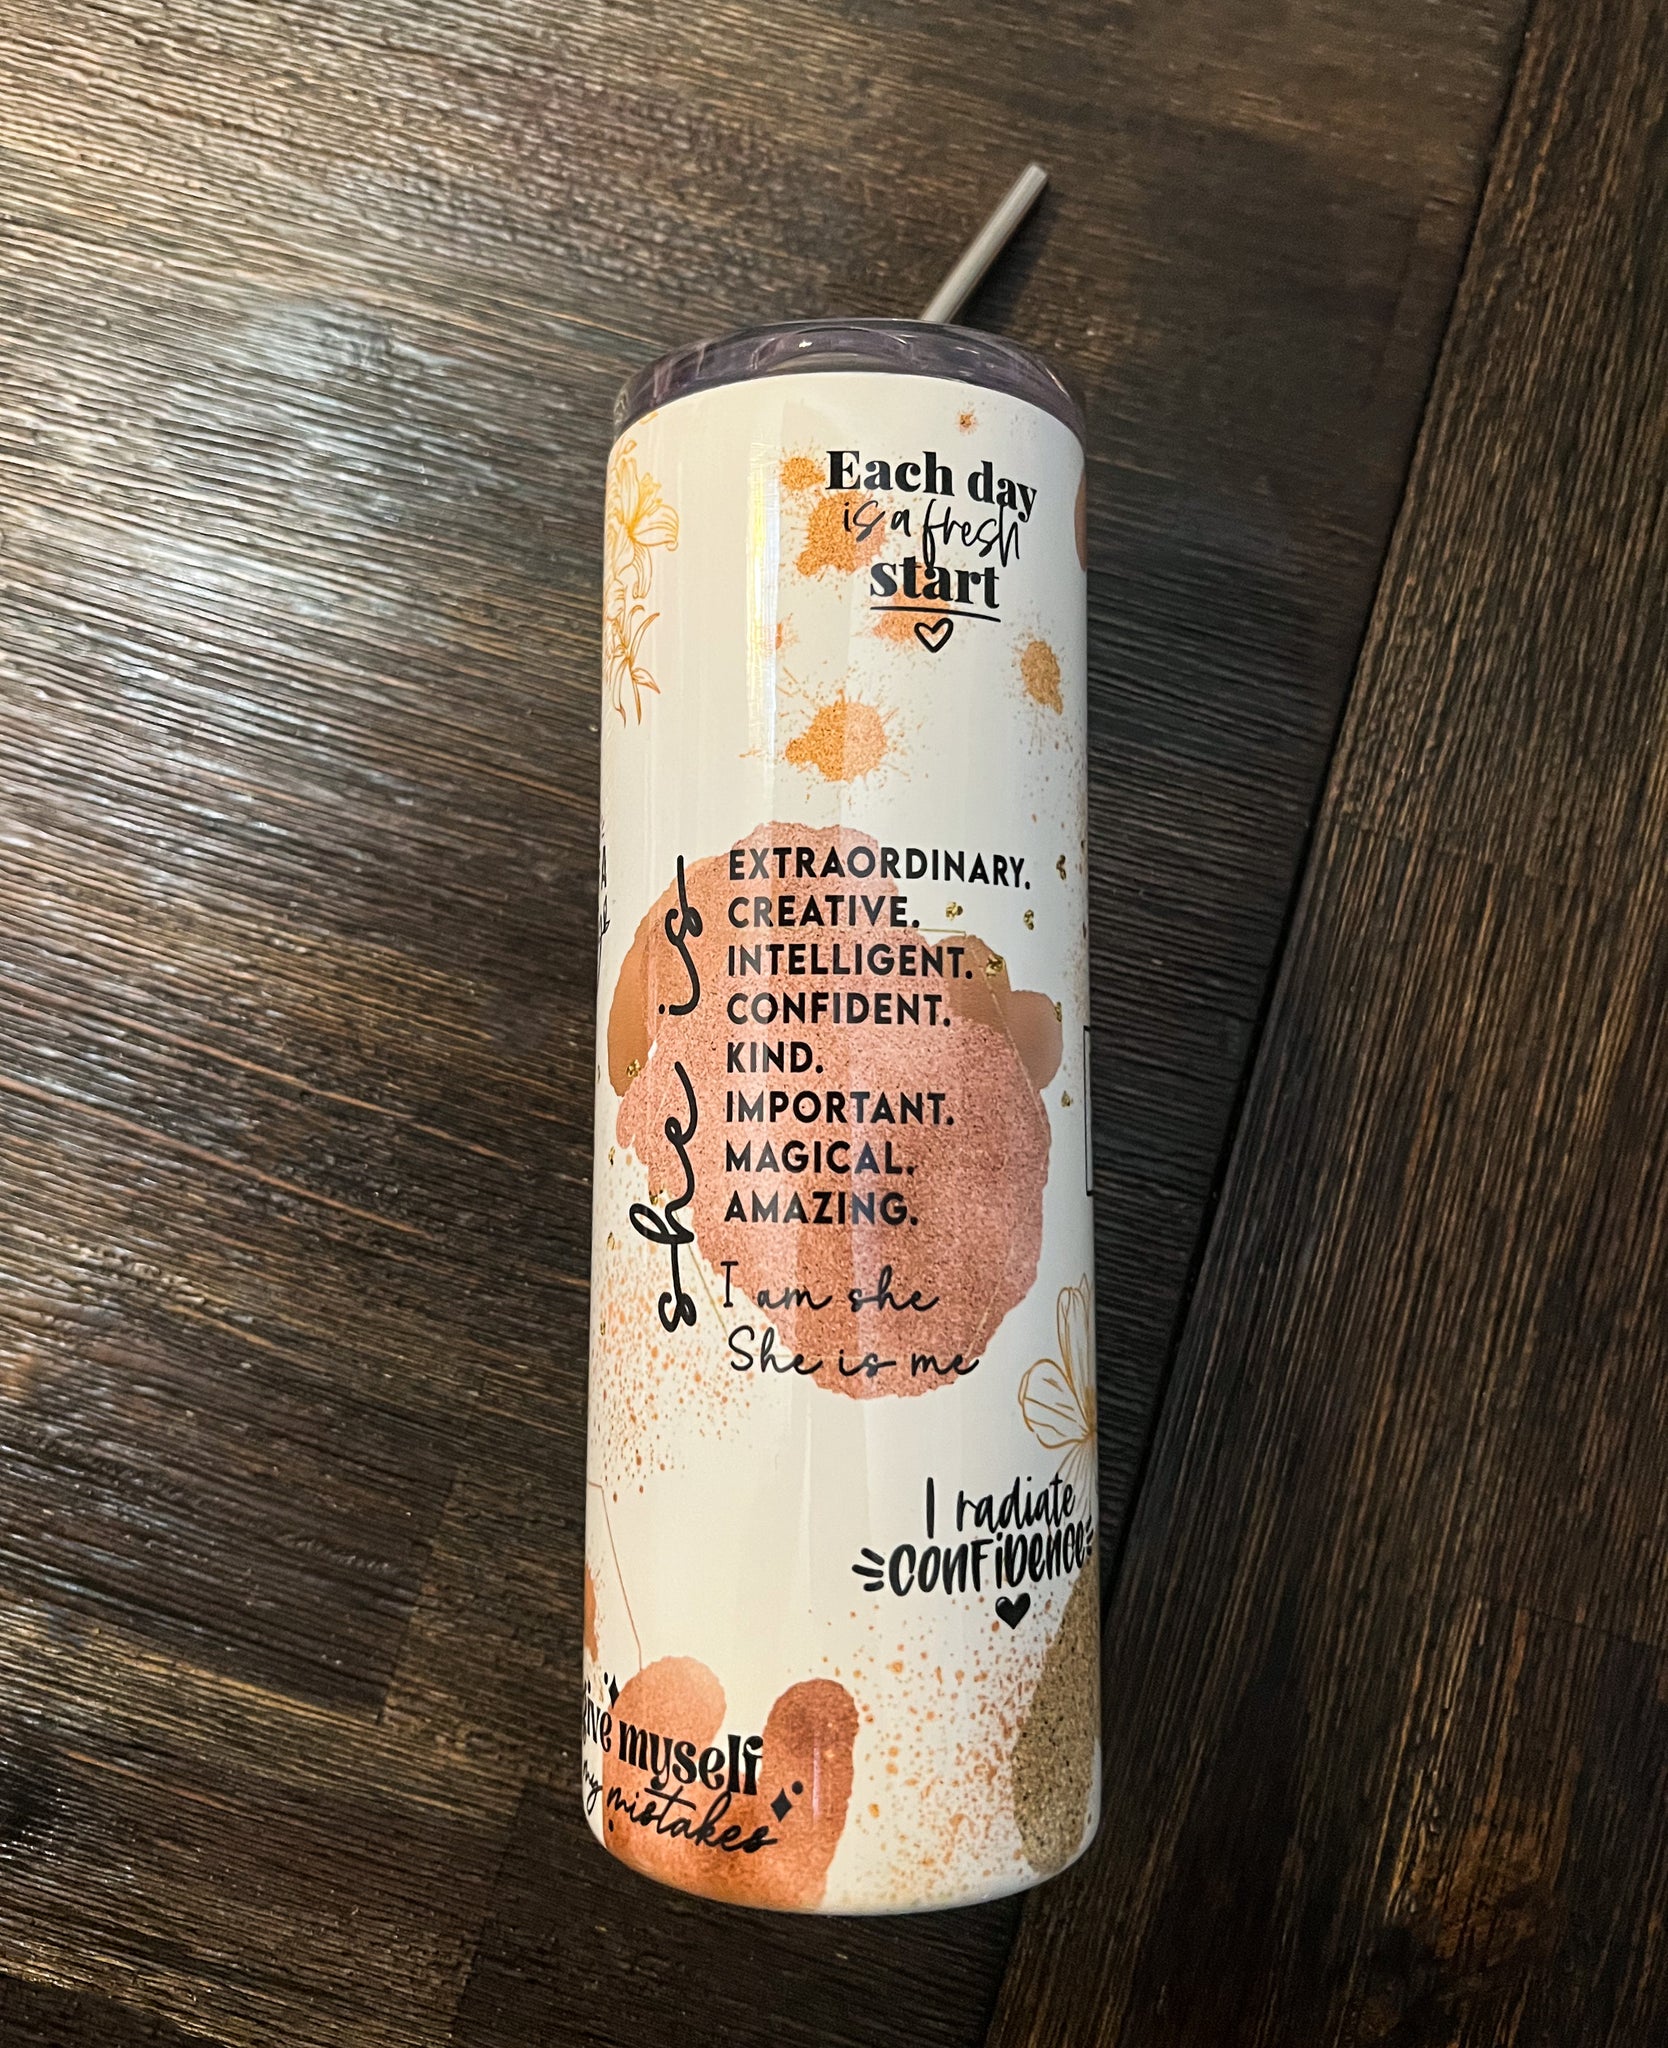 Each day
is a fresh
start
she is
EXTRAORDINARY.
CREATIVE.
INTELLIGENT.
CONFIDENT.
KIND.
IMPORTANT.
MAGICAL.
AMAZING.
I am she
She is me
I radiate
CONFIDENCE
myself
my mistakes